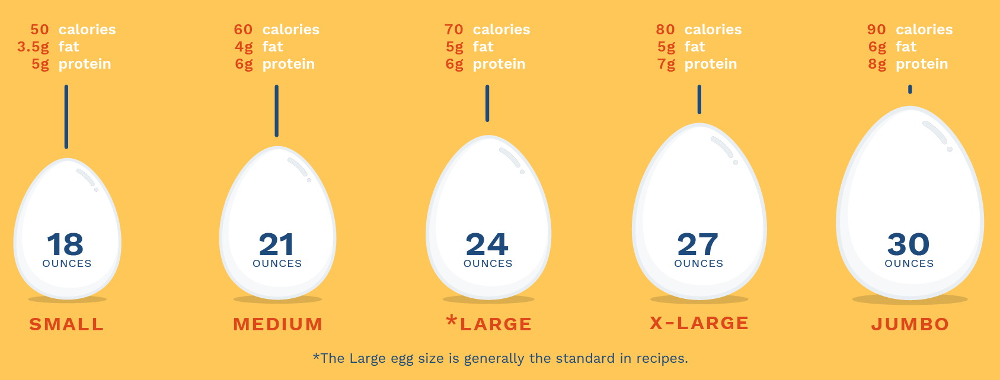 50 calories
3.5g fat
5g protein
60 calories
4g fat
6g protein
70 calories
5g fat
6g protein
80 calories
5g fat
7g protein
90 calories
6g fat
8g protein
18
OUNCES
21
OUNCES
24
OUNCES
27
OUNCES
30
OUNCES
SMALL
MEDIUM
*LARGE
X-LARGE
JUMBO
*The Large egg size is generally the standard in recipes.